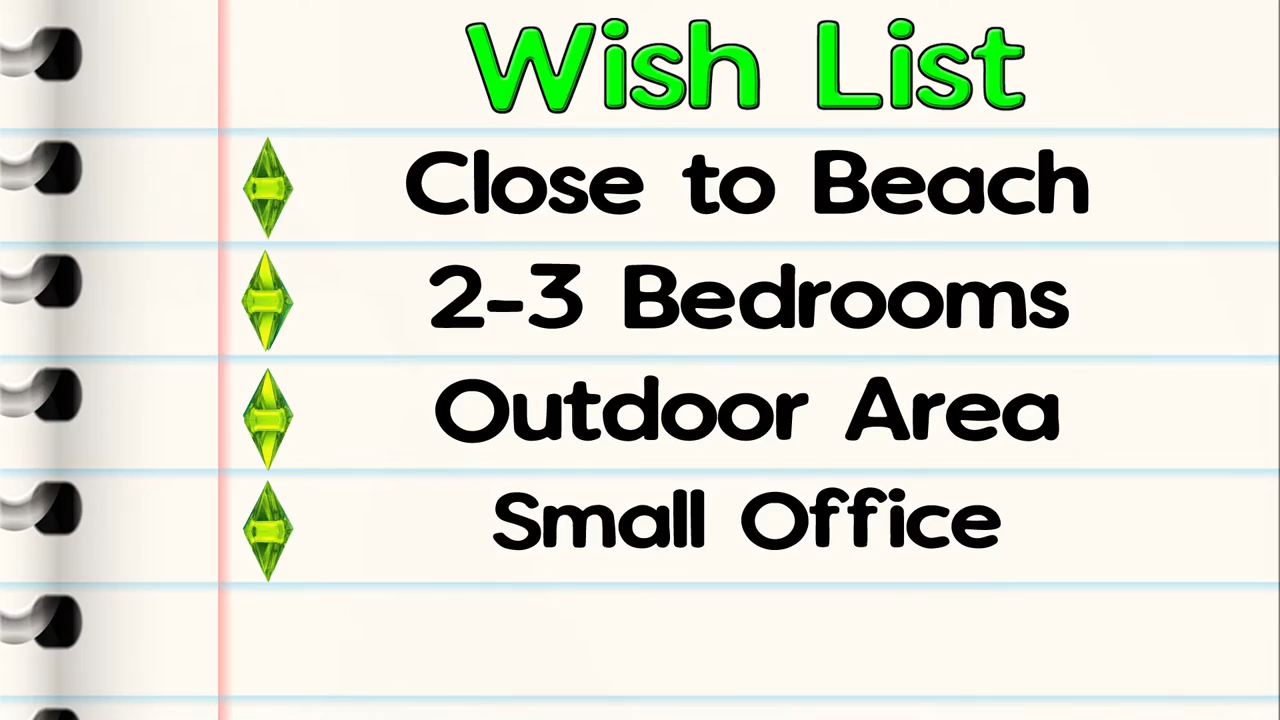 Wish List
Close to Beach
2-3 Bedrooms
Outdoor Area
Small Office